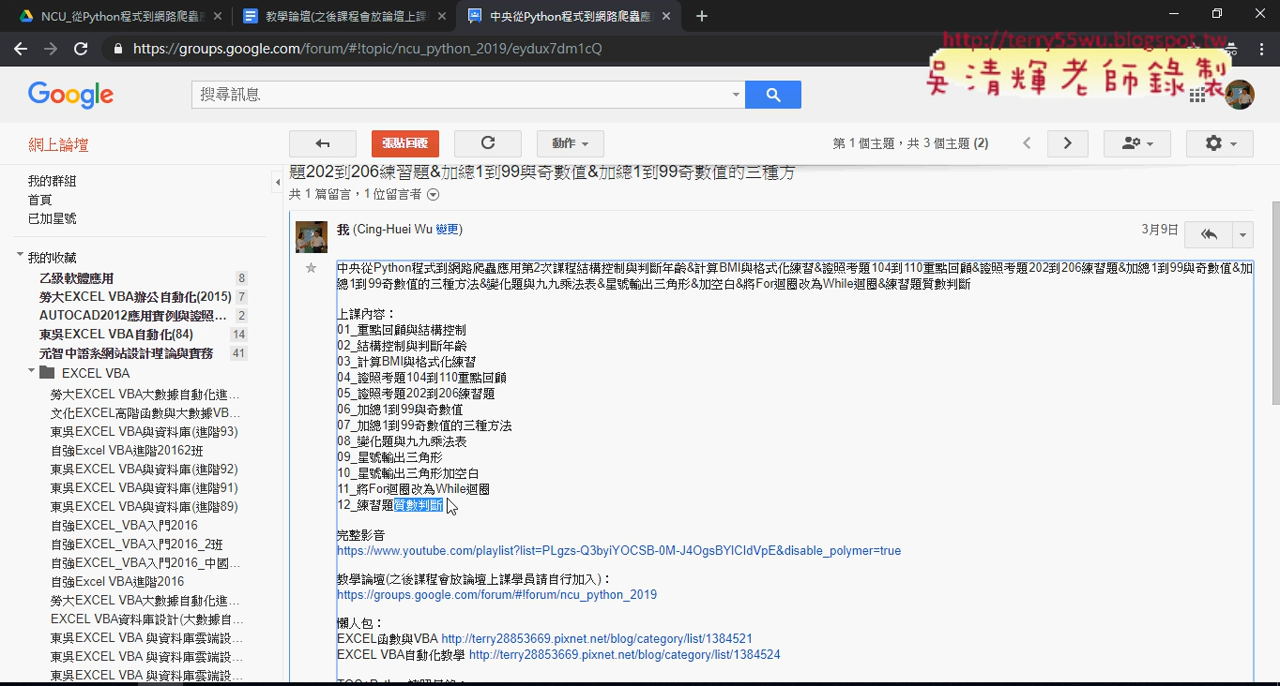 NCU_從Python程式到網路爬蟲
教學論壇(之後課程會放論壇上課
中央從Python程式到網路爬蟲應
https://groups.google.com/forum/#!topic/ncu_python_2019/eydux7dm1cQ
http://terry55wu.blogspot.tw
吳清輝老師錄製
Google
搜尋訊息
網上論壇
張貼回覆
動作
第 1 個主題，共 3 個主題 (2)
我的群組
首頁
已加星號
我的收藏
乙級軟體應用 8
勞大EXCEL VBA辦公自動化(2015) 7
AUTOCAD2012應用實例與證照... 2
東吳EXCEL VBA自動化(84) 14
元智中語系網站設計理論與實務 41
EXCEL VBA
勞大EXCEL VBA大數據自動化進...
文化EXCEL高階函數與大數據VB...
東吳EXCEL VBA與資料庫(進階93)
自強Excel VBA進階20162班
東吳EXCEL VBA與資料庫(進階92)
東吳EXCEL VBA與資料庫(進階91)
東吳EXCEL VBA與資料庫(進階89)
自強EXCEL_VBA入門2016
自強EXCEL_VBA入門2016_2班
自強EXCEL_VBA入門2016_中國...
自強Excel VBA進階2016
勞大EXCEL VBA大數據自動化進...
EXCEL VBA資料庫設計(大數據自...
東吳EXCEL VBA 與資料庫雲端設...
東吳EXCEL VBA 與資料庫雲端設...
東吳EXCEL VBA 與資料庫雲端設...
題202到206練習題&加總1到99與奇數值&加總1到99奇數值的三種方
共 1 篇留言，1 位留言者
我 (Cing-Huei Wu 變更)
3月9日
中央從Python程式到網路爬蟲應用第2次課程結構控制與判斷年齡&計算BMI與格式化練習&證照考題104到110重點回顧&證照考題202到206練習題&加總1到99與奇數值&加
總1到99奇數值的三種方法&變化題與九九乘法表&星號輸出三角形&加空白&將For迴圈改為While迴圈&練習題質數判斷
上課內容：
01_重點回顧與結構控制
02_結構控制與判斷年齡
03_計算BMI與格式化練習
04_證照考題104到110重點回顧
05_證照考題202到206練習題
06_加總1到99與奇數值
07_加總1到99奇數值的三種方法
08_變化題與九九乘法表
09_星號輸出三角形
10_星號輸出三角形加空白
11_將For迴圈改為While迴圈
12_練習題質數判斷
完整影音
https://www.youtube.com/playlist?list=PLgzs-Q3byiYOCSB-0M-J4OgsBYICIdVpE&disable_polymer=true
教學論壇(之後課程會放論壇上課學員請自行加入)：
https://groups.google.com/forum/#!forum/ncu_python_2019
懶人包：
EXCEL函數與VBA http://terry28853669.pixnet.net/blog/category/list/1384521
EXCEL VBA自動化教學 http://terry28853669.pixnet.net/blog/category/list/1384524